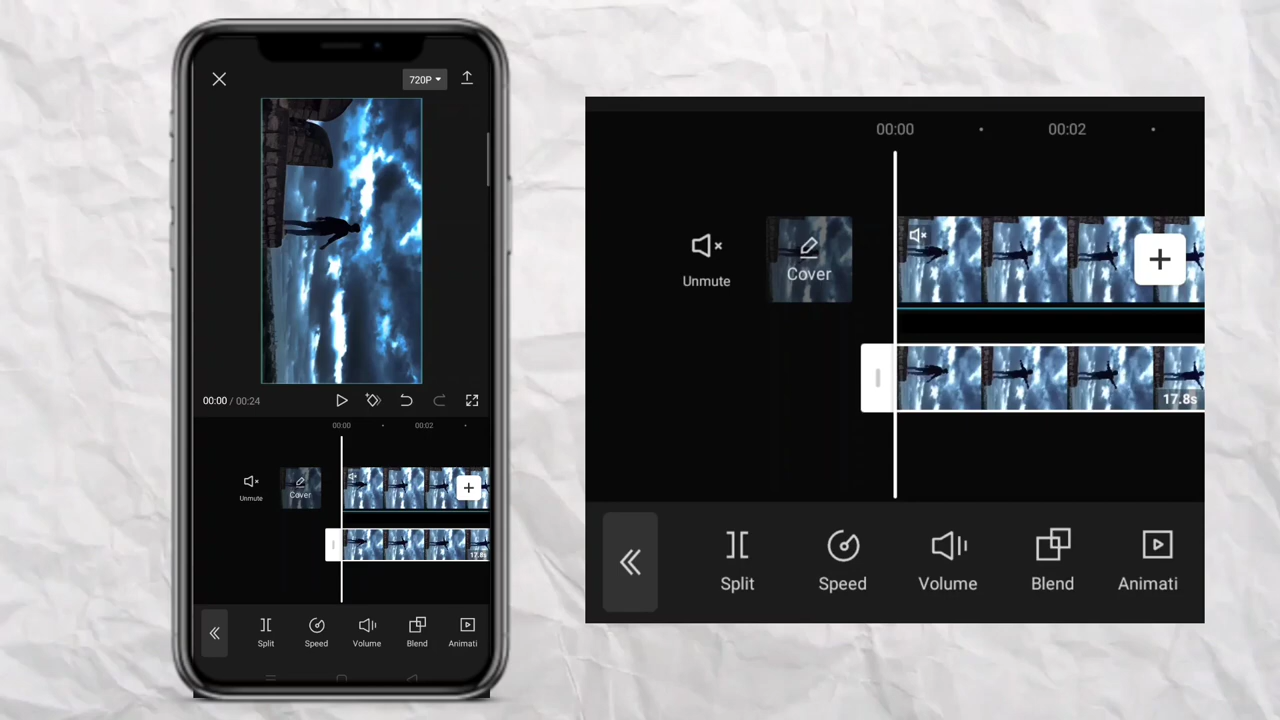 720P
00:00 / 00:24
00:00
00:02
Unmute
Cover
17.8s
Split
Speed
Volume
Blend
Animati
00:00
00:02
Unmute
Cover
17.8s
Split
Speed
Volume
Blend
Animati